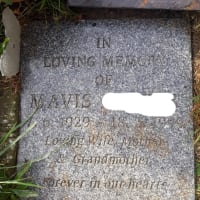 IN
LOVING MEMORY
OF
MAVIS
1929
Loving Wife, Mother
& Grandmother
Forever in our hearts